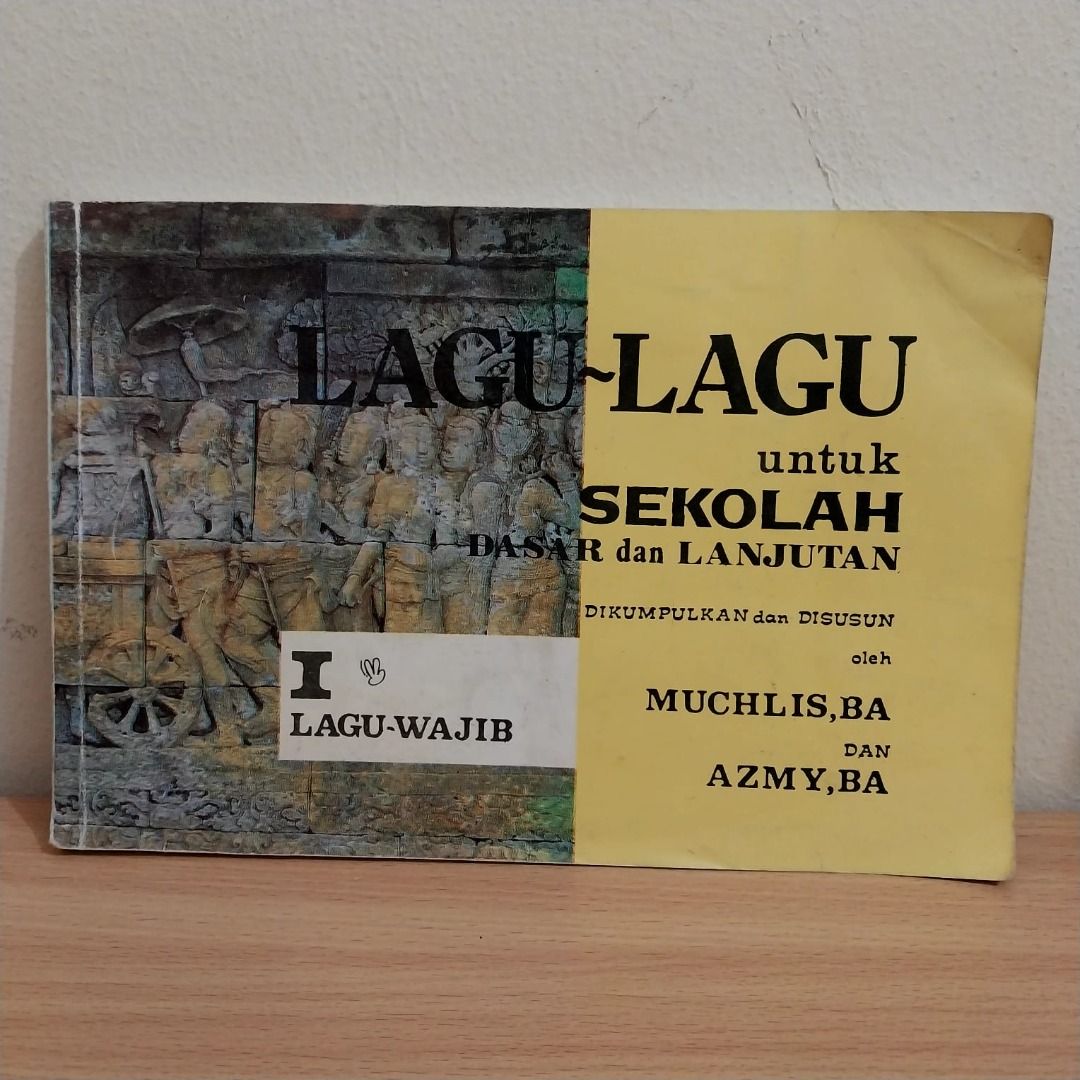 LAGU~LAGU
untuk
SEKOLAH
DASAR dan LANJUTAN
DIKUMPULKAN dan DISUSUN
oleh
MUCHLIS, BA
DAN
AZMY, BA
I
LAGU-WAJIB